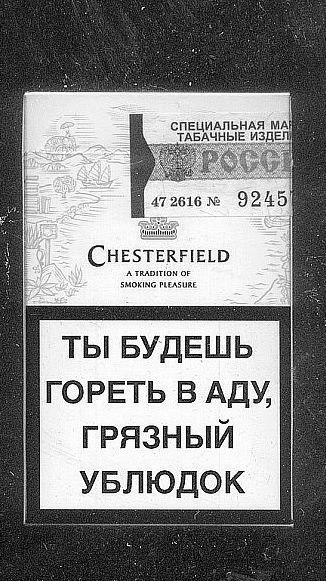 СПЕЦИАЛЬНАЯ МАР
ТАБАЧНЫЕ ИЗДЕЛ
РОССИ
47 2616 № 9245
CHESTERFIELD
A TRADITION OF
SMOKING PLEASURE
ТЫ БУДЕШЬ
ГОРЕТЬ В АДУ,
ГРЯЗНЫЙ
УБЛЮДОК